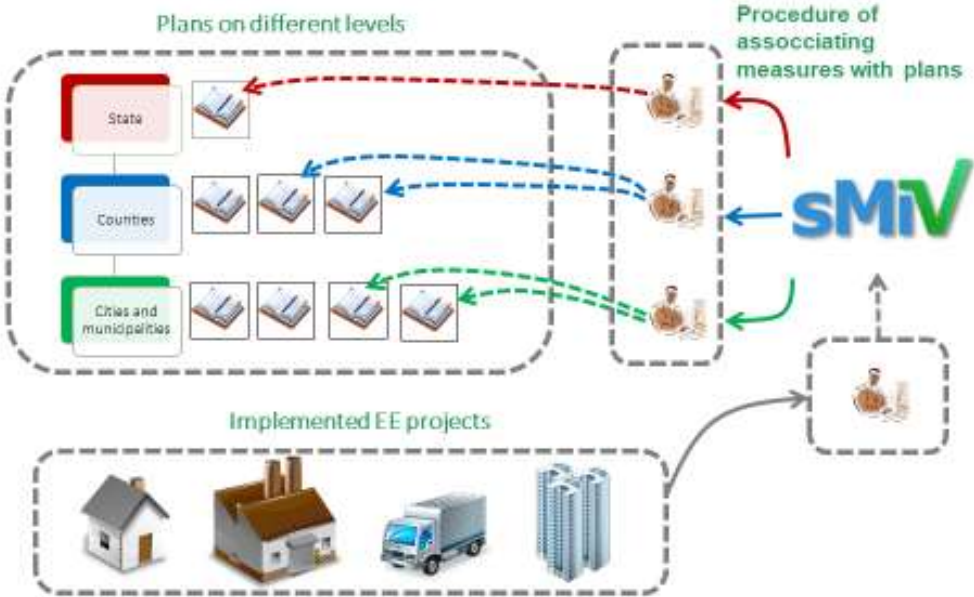 Plans on different levels
Procedure of
assocciating
measures with plans
State
Counties
Cities and
municipalities
sMiV
Implemented EE projects